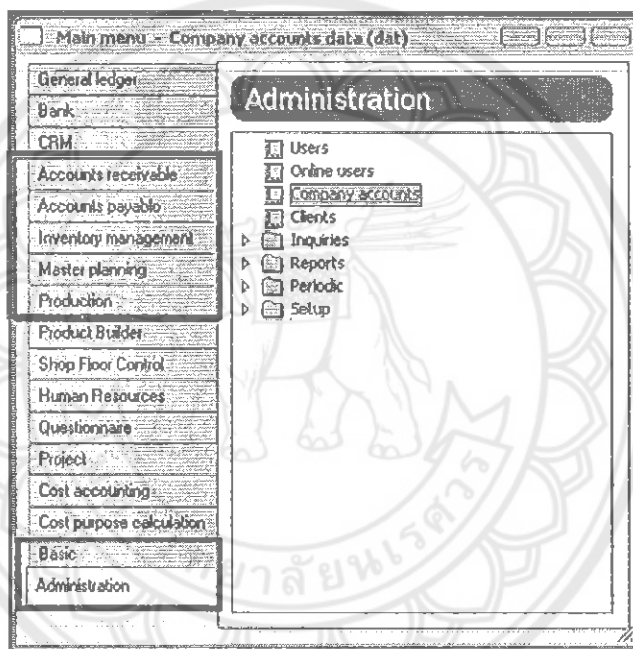 Main menu - Company accounts data (dat)
General ledger
Bank
CRM
Accounts receivable
Accounts payable
Inventory management
Master planning
Production
Product Builder
Shop Floor Control
Human Resources
Questionnaire
Project
Cost accounting
Cost purpose calculation
Basic
Administration
Administration
Users
Online users
Company accounts
Clients
Inquiries
Reports
Periodic
Setup